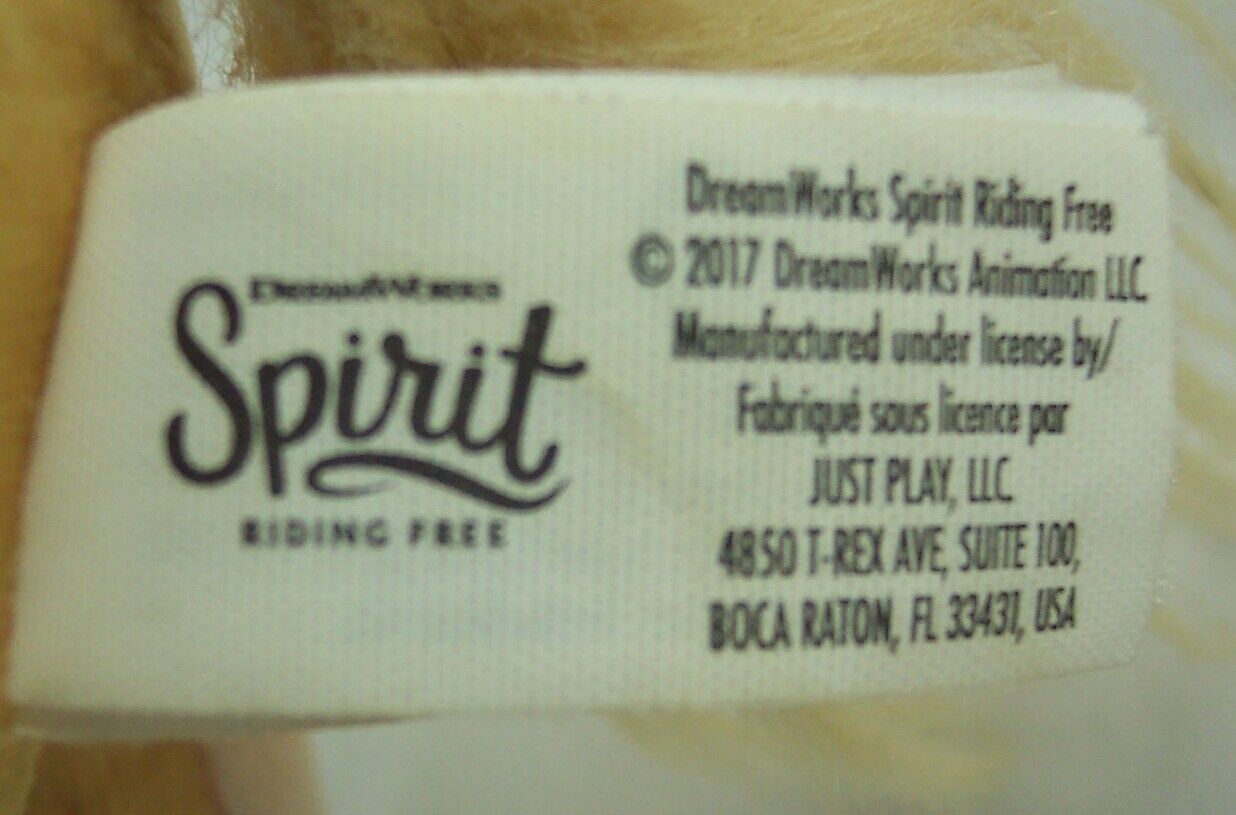 DREAMWORKS
Spirit
RIDING FREE
DreamWorks Spirit Riding Free
© 2017 DreamWorks Animation LLC.
Manufactured under license by/
Fabriqué sous licence par
JUST PLAY, LLC
4850 T-REX AVE, SUITE 100,
BOCA RATON, FL 33431, USA